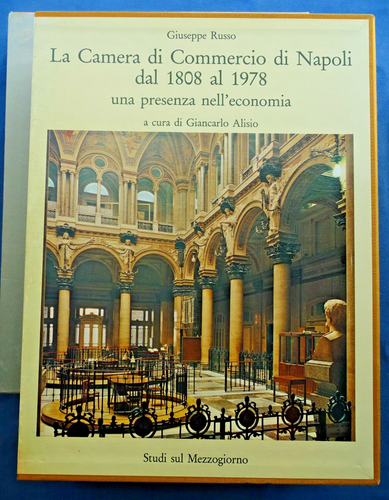 Giuseppe Russo
La Camera di Commercio di Napoli
dal 1808 al 1978
una presenza nell'economia
a cura di Giancarlo Alisio
Studi sul Mezzogiorno